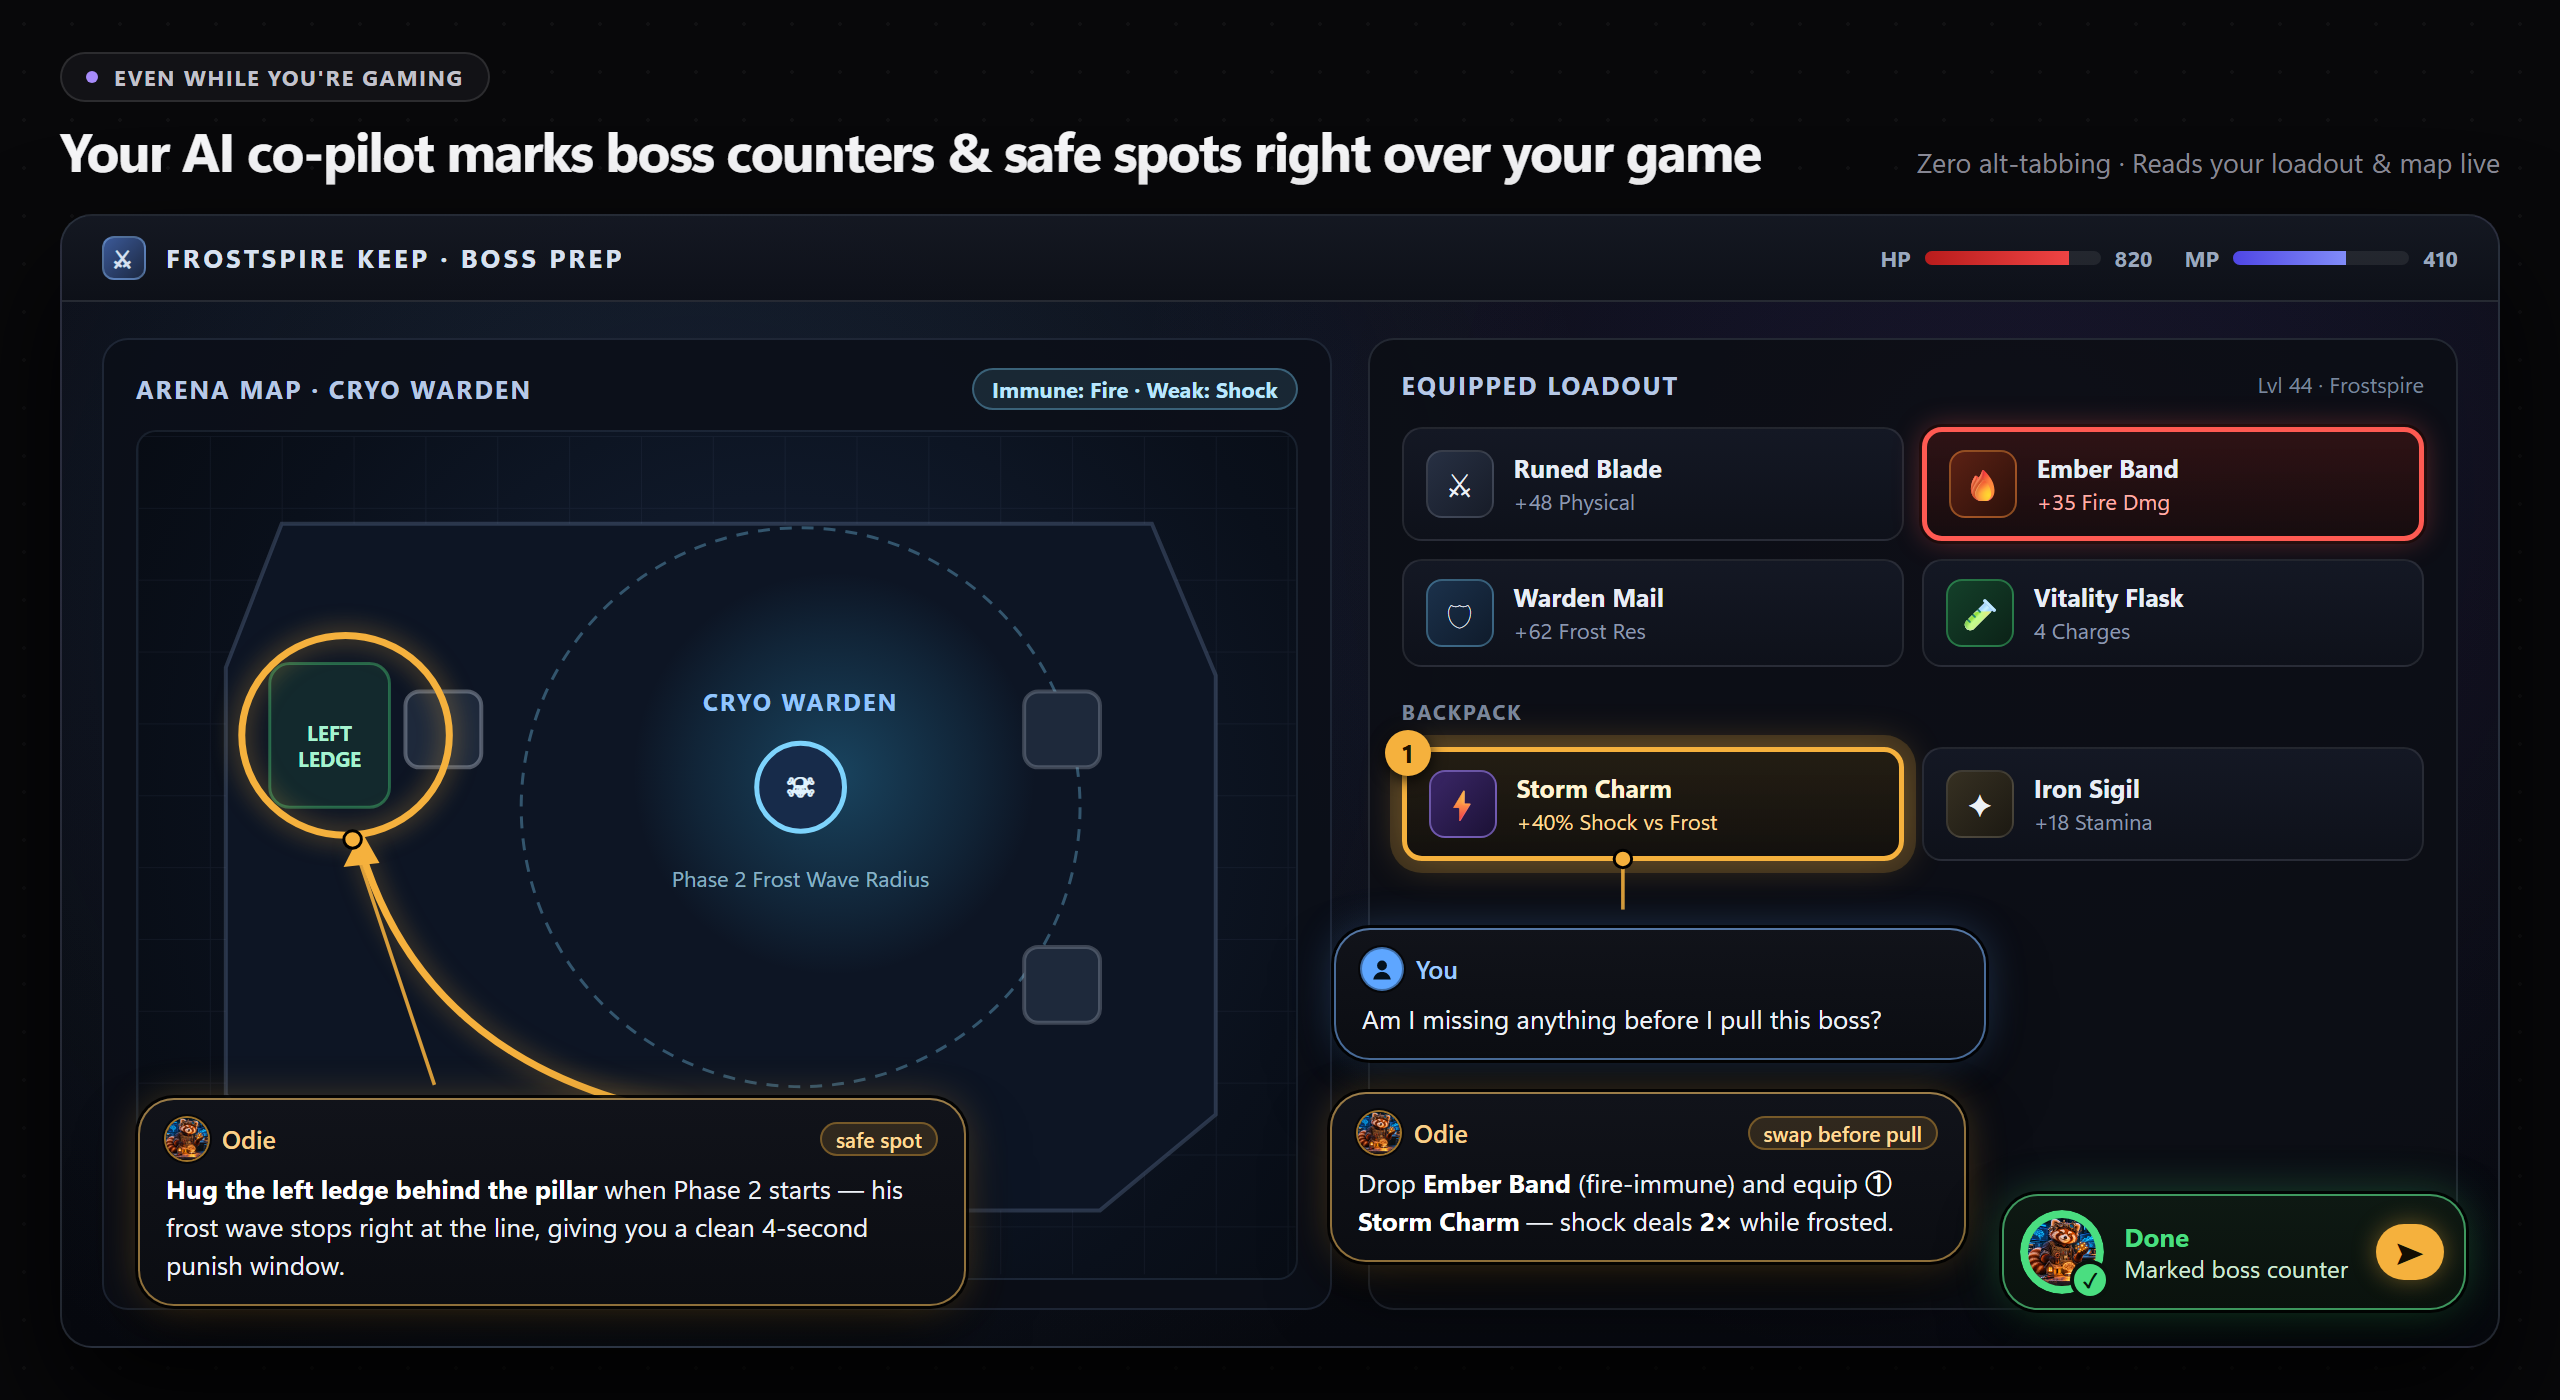 EVEN WHILE YOU'RE GAMING
Your AI co-pilot marks boss counters & safe spots right over your game
Zero alt-tabbing · Reads your loadout & map live
FROSTSPIRE KEEP · BOSS PREP
HP 820 MP 410
ARENA MAP · CRYO WARDEN
Immune: Fire · Weak: Shock
LEFT
LEDGE
CRYO WARDEN
Phase 2 Frost Wave Radius
Odie
safe spot
Hug the left ledge behind the pillar when Phase 2 starts — his
frost wave stops right at the line, giving you a clean 4-second
punish window.
EQUIPPED LOADOUT
Lvl 44 · Frostspire
Runed Blade
+48 Physical
Ember Band
+35 Fire Dmg
Warden Mail
+62 Frost Res
Vitality Flask
4 Charges
BACKPACK
1
Storm Charm
+40% Shock vs Frost
Iron Sigil
+18 Stamina
You
Am I missing anything before I pull this boss?
Odie
swap before pull
Drop Ember Band (fire-immune) and equip ①
Storm Charm — shock deals 2× while frosted.
Done
Marked boss counter